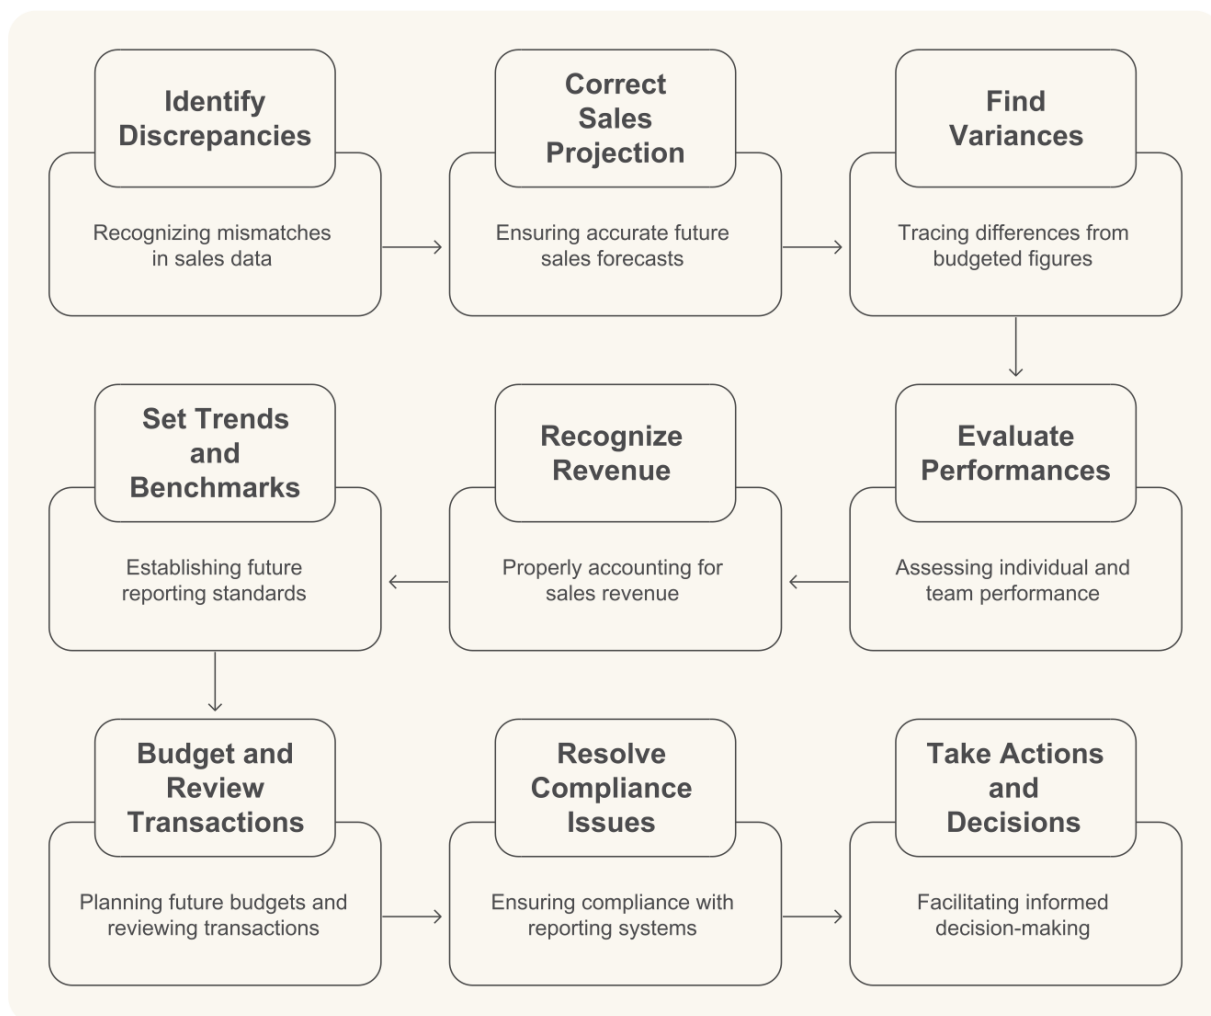 Identify
Discrepancies
Recognizing mismatches
in sales data
Correct
Sales
Projection
Ensuring accurate future
sales forecasts
Find
Variances
Tracing differences from
budgeted figures
Evaluate
Performances
Assessing individual and
team performance
Recognize
Revenue
Properly accounting for
sales revenue
Set Trends
and
Benchmarks
Establishing future
reporting standards
Budget and
Review
Transactions
Planning future budgets and
reviewing transactions
Resolve
Compliance
Issues
Ensuring compliance with
reporting systems
Take Actions
and
Decisions
Facilitating informed
decision-making